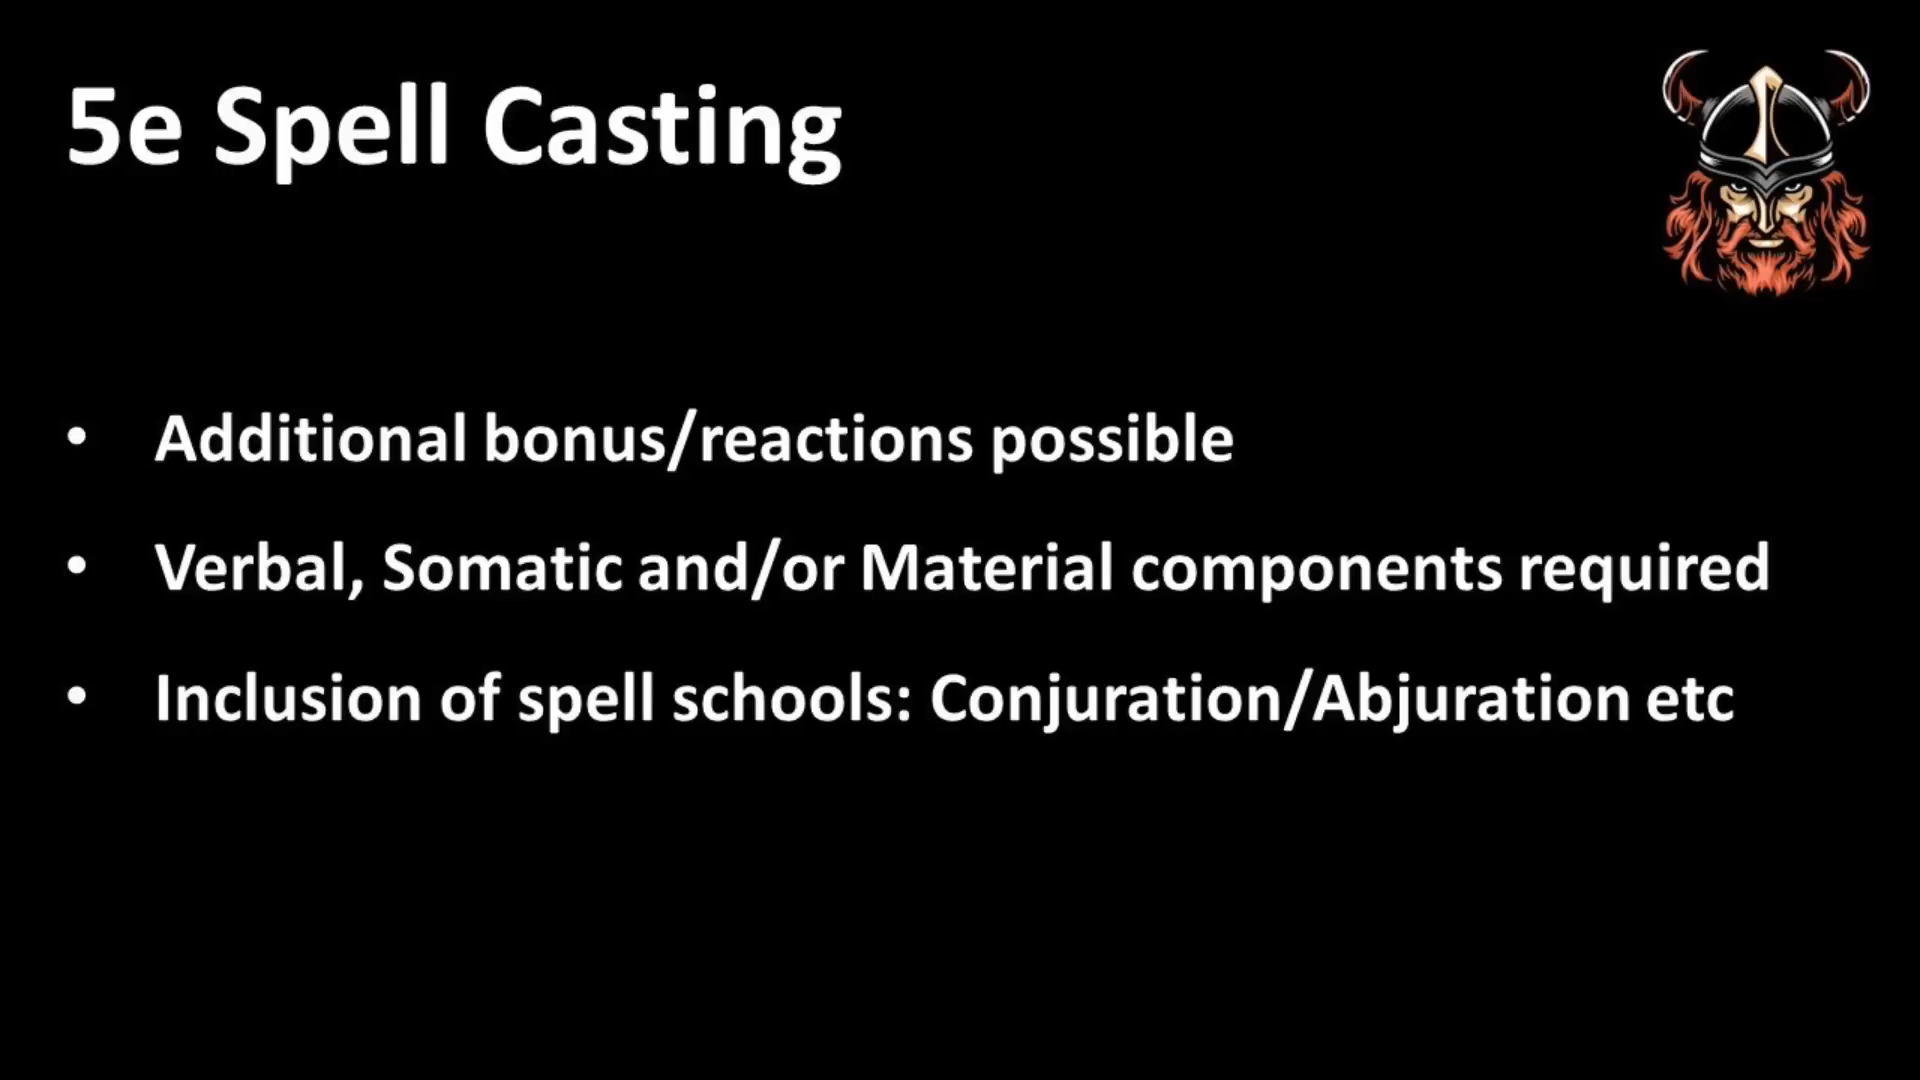 5e Spell Casting
• Additional bonus/reactions possible
• Verbal, Somatic and/or Material components required
• Inclusion of spell schools: Conjuration/Abjuration etc